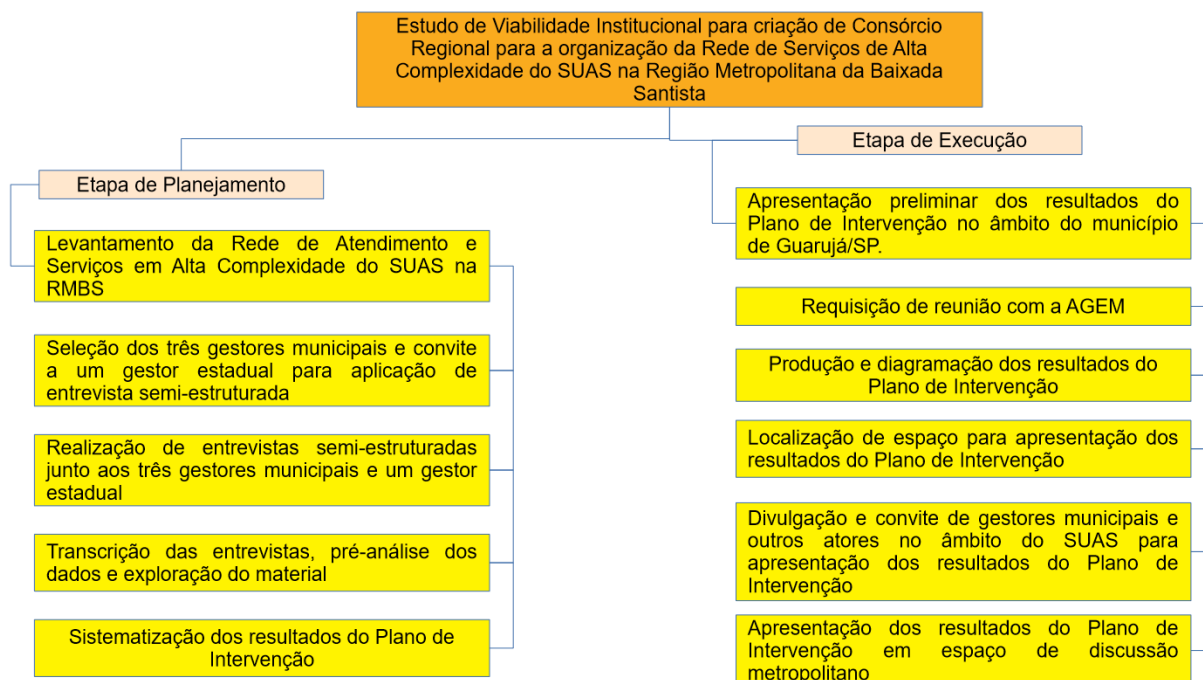 Estudo de Viabilidade Institucional para criação de Consórcio
Regional para a organização da Rede de Serviços de Alta
Complexidade do SUAS na Região Metropolitana da Baixada
Santista
Etapa de Planejamento
Levantamento da Rede de Atendimento e
Serviços em Alta Complexidade do SUAS na
RMBS
Seleção dos três gestores municipais e convite
a um gestor estadual para aplicação de
entrevista semi-estruturada
Realização de entrevistas semi-estruturadas
junto aos três gestores municipais e um gestor
estadual
Transcrição das entrevistas, pré-análise dos
dados e exploração do material
Sistematização dos resultados do Plano de
Intervenção
Etapa de Execução
Apresentação preliminar dos resultados do
Plano de Intervenção no âmbito do município
de Guarujá/SP.
Requisição de reunião com a AGEM
Produção e diagramação dos resultados do
Plano de Intervenção
Localização de espaço para apresentação dos
resultados do Plano de Intervenção
Divulgação e convite de gestores municipais e
outros atores no âmbito do SUAS para
apresentação dos resultados do Plano de
Intervenção
Apresentação dos resultados do Plano de
Intervenção em espaço de discussão
metropolitano